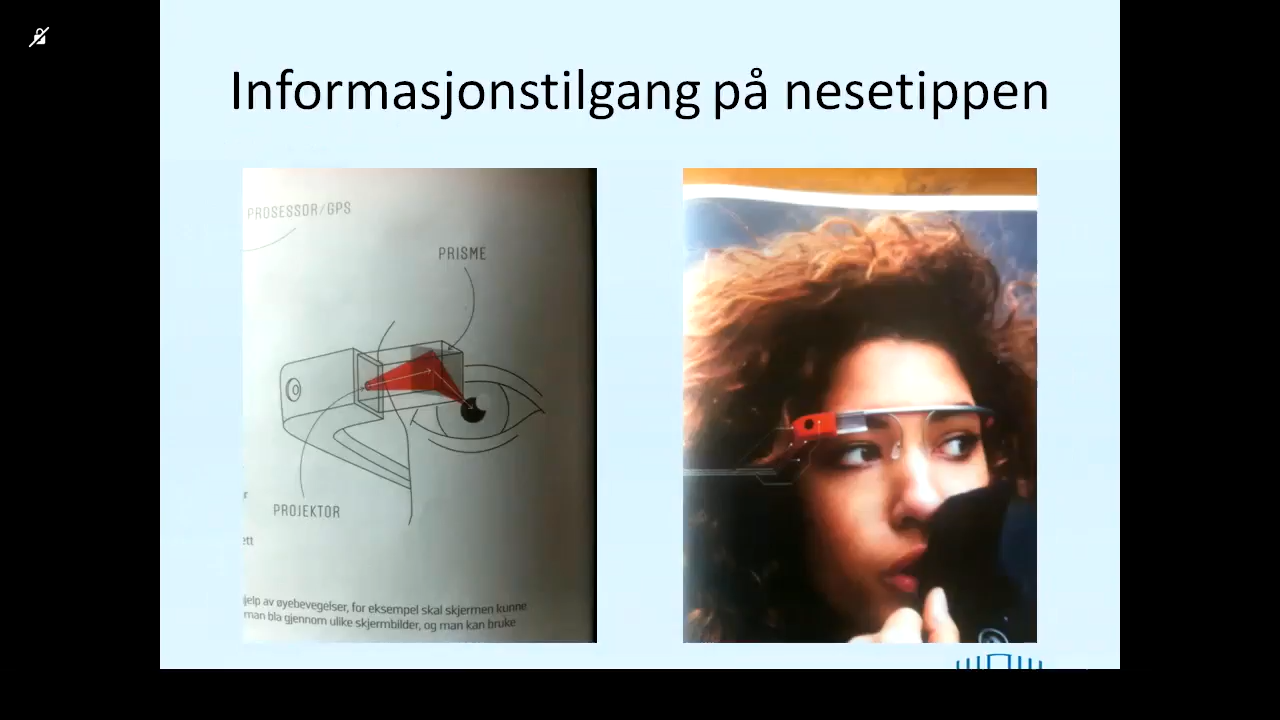 Informasjonstilgang på nesetippen
PROSESSOR/GPS
PRISME
PROJEKTOR
ett
jelp av øyebevegelser, for eksempel skal skjermen kunne
man bla gjennom ulike skjermbilder, og man kan bruke